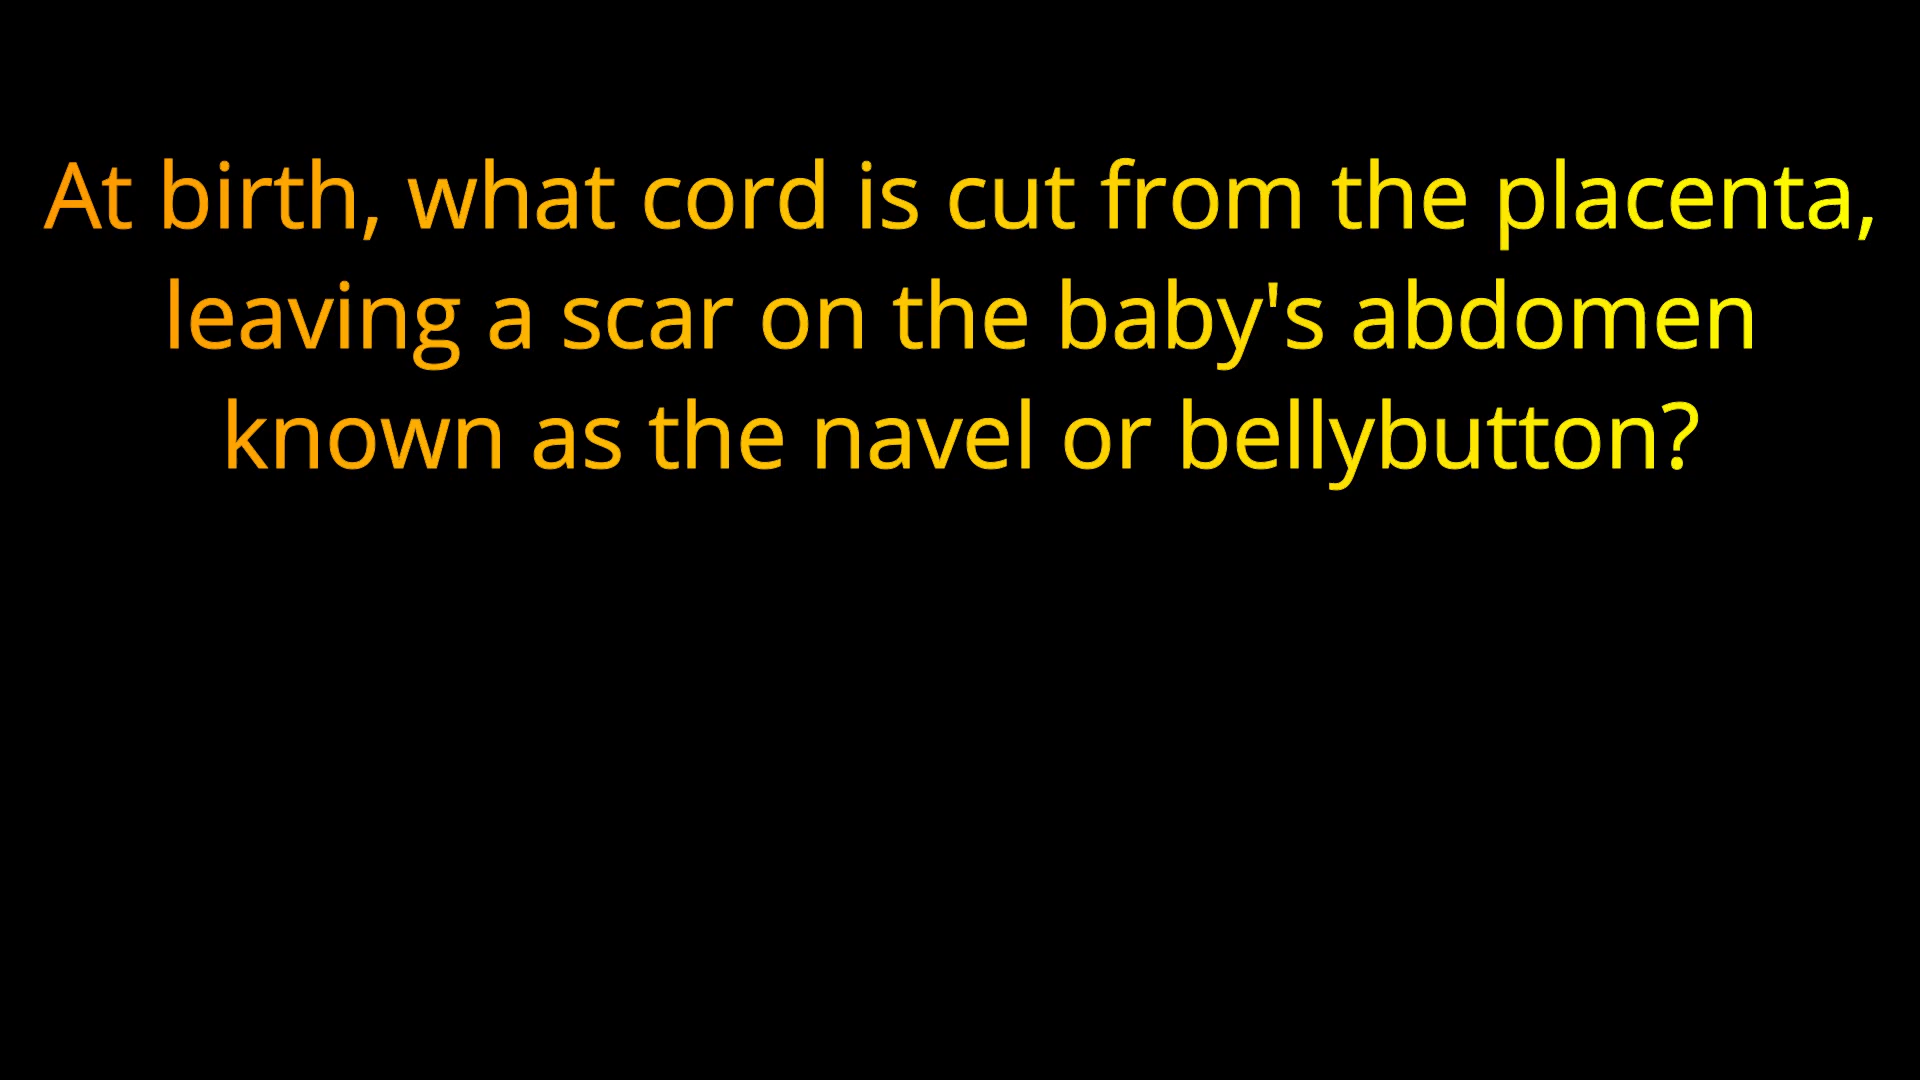 At birth, what cord is cut from the placenta,
leaving a scar on the baby's abdomen
known as the navel or bellybutton?